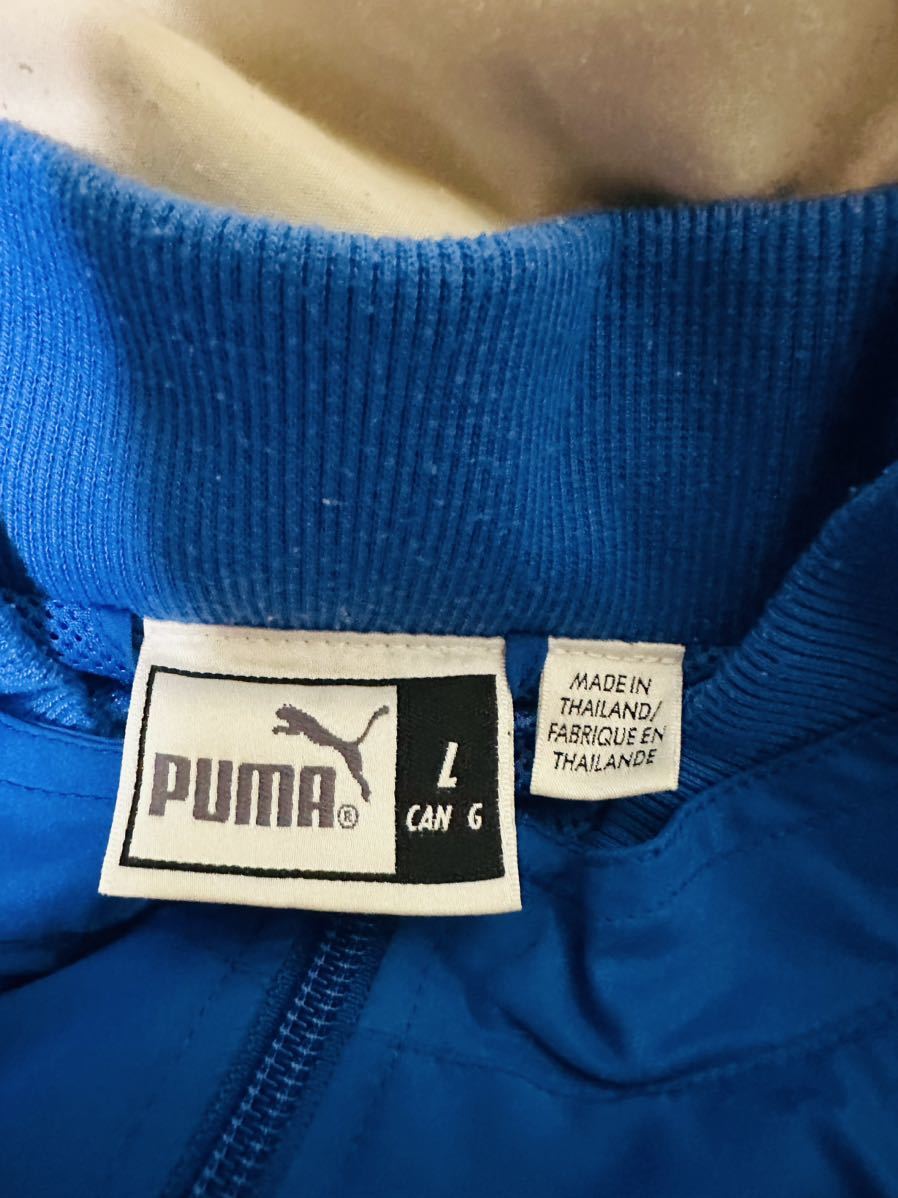 PUMA®
L
CAN G
MADE IN
THAILAND/
FABRIQUE EN
THAILANDE